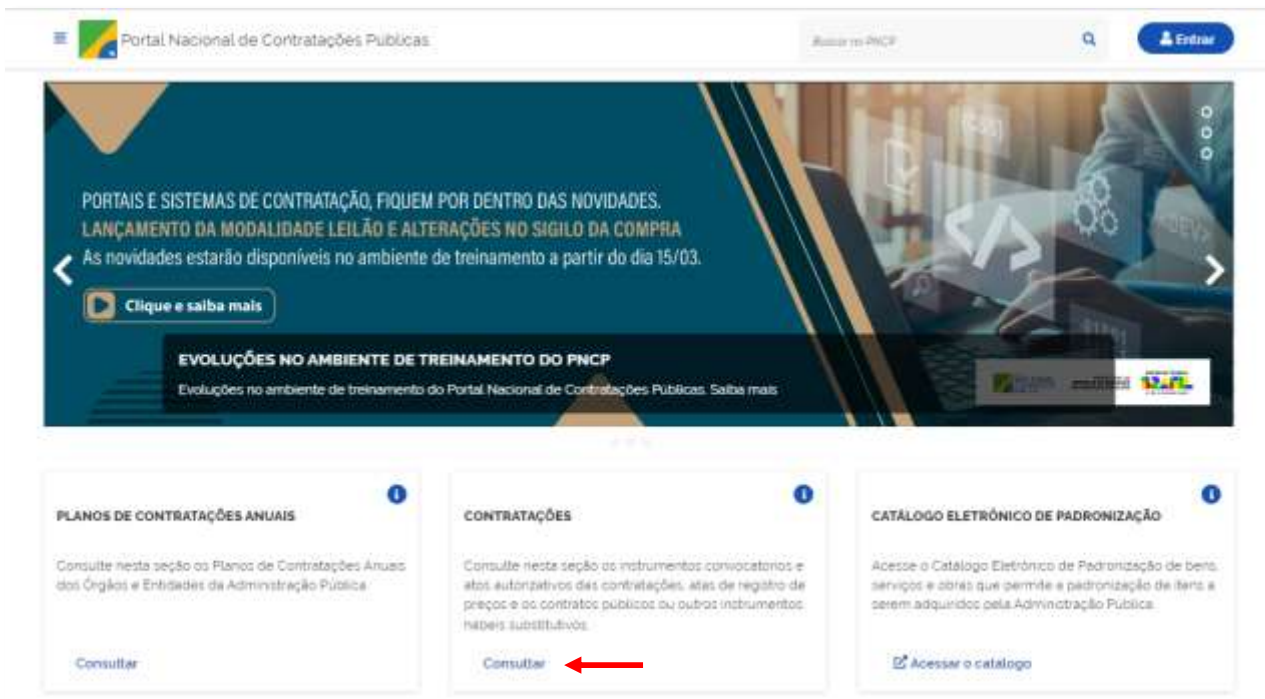 Portal Nacional de Contratações Públicas
Buscar no PNCP
Entrar
PORTAIS E SISTEMAS DE CONTRATAÇÃO, FIQUEM POR DENTRO DAS NOVIDADES.
LANÇAMENTO DA MODALIDADE LEILÃO E ALTERAÇÕES NO SIGILO DA COMPRA
As novidades estarão disponíveis no ambiente de treinamento a partir do dia 15/03.
Clique e saiba mais
EVOLUÇÕES NO AMBIENTE DE TREINAMENTO DO PNCP
Evoluções no ambiente de treinamento do Portal Nacional de Contratações Públicas. Saiba mais
PLANOS DE CONTRATAÇÕES ANUAIS
Consulte nesta seção os Planos de Contratações Anuais
dos Órgãos e Entidades da Administração Pública.
Consultar
CONTRATAÇÕES
Consulte nesta seção os instrumentos convocatórios e
atos autorizativos das contratações, atas de registro de
preços e os contratos públicos ou outros instrumentos
hábeis substitutivos.
Consultar
CATÁLOGO ELETRÔNICO DE PADRONIZAÇÃO
Acesse o Catálogo Eletrônico de Padronização de bens,
serviços e obras que permite a padronização de itens a
serem adquiridos pela Administração Pública.
Acessar o catálogo